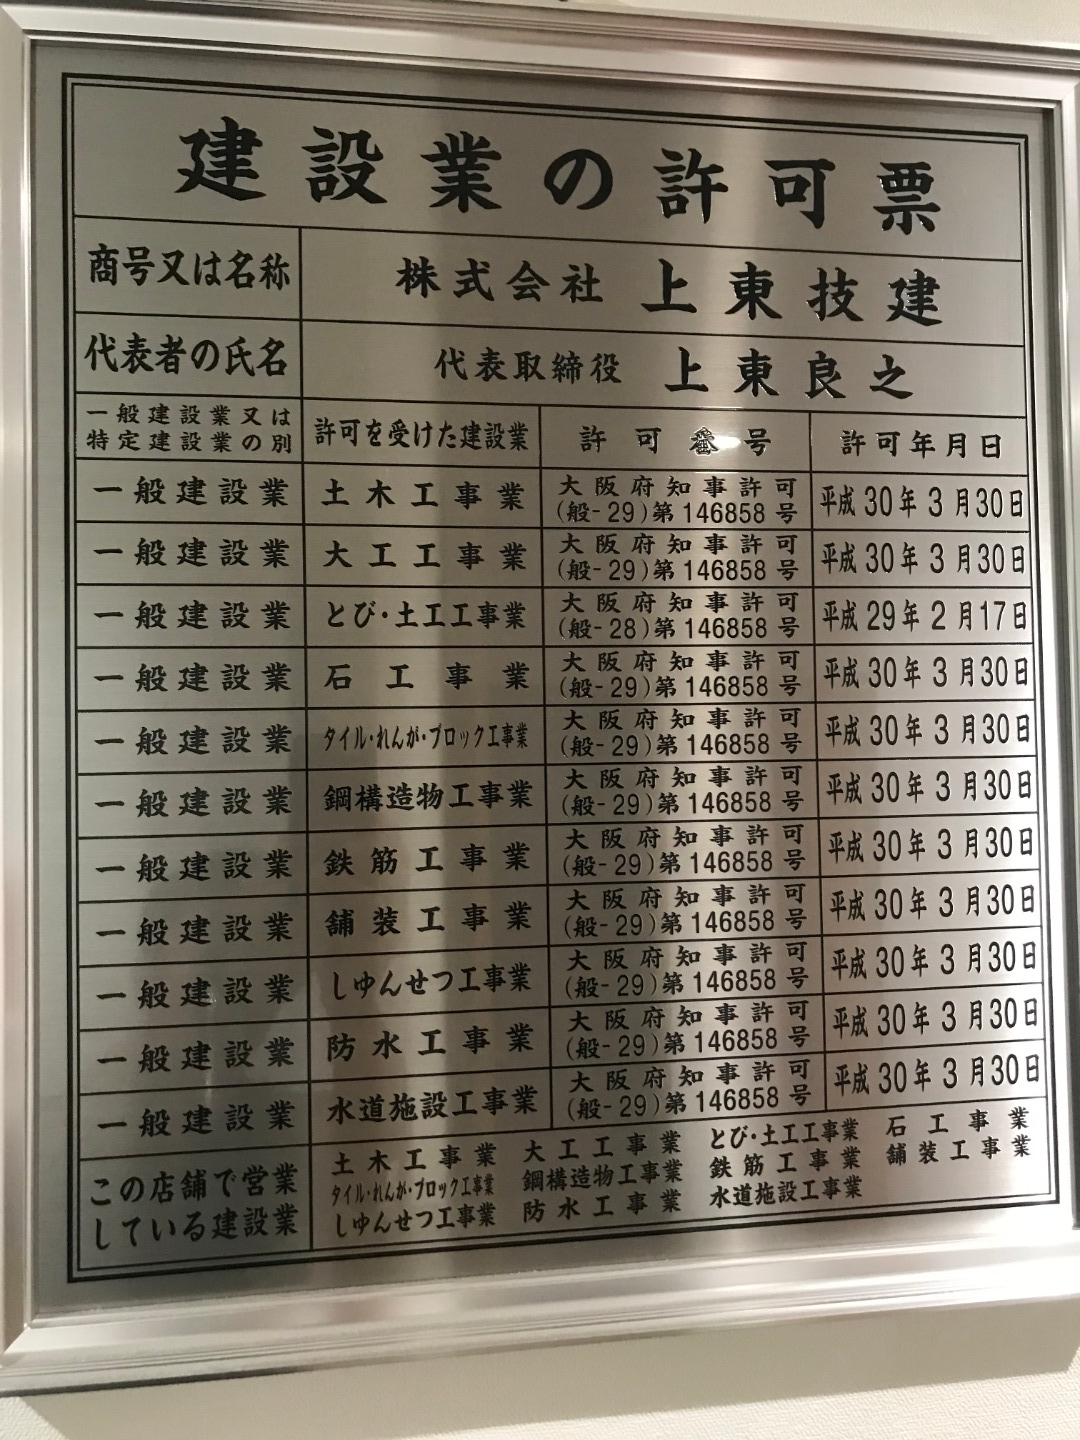 建設業の許可票
商号又は名称 株式会社 上東技建
代表者の氏名 代表取締役 上東良之
一般建設業又は
特定建設業の別 許可を受けた建設業 許可番号 許可年月日
一般建設業 土木工事業 大阪府知事許可
(般-29)第146858号 平成30年3月30日
一般建設業 大工工事業 大阪府知事許可
(般-29)第146858号 平成30年3月30日
一般建設業 とび・土工工事業 大阪府知事許可
(般-28)第146858号 平成29年2月17日
一般建設業 石工事業 大阪府知事許可
(般-29)第146858号 平成30年3月30日
一般建設業 タイル・れんが・ブロック工事業 大阪府知事許可
(般-29)第146858号 平成30年3月30日
一般建設業 鋼構造物工事業 大阪府知事許可
(般-29)第146858号 平成30年3月30日
一般建設業 鉄筋工事業 大阪府知事許可
(般-29)第146858号 平成30年3月30日
一般建設業 舗装工事業 大阪府知事許可
(般-29)第146858号 平成30年3月30日
一般建設業 しゆんせつ工事業 大阪府知事許可
(般-29)第146858号 平成30年3月30日
一般建設業 防水工事業 大阪府知事許可
(般-29)第146858号 平成30年3月30日
一般建設業 水道施設工事業 大阪府知事許可
(般-29)第146858号 平成30年3月30日
この店舗で営業
している建設業
土木工事業 大工工事業 とび・土工工事業 石工事業
タイル・れんが・ブロック工事業 鋼構造物工事業 鉄筋工事業 舗装工事業
しゆんせつ工事業 防水工事業 水道施設工事業